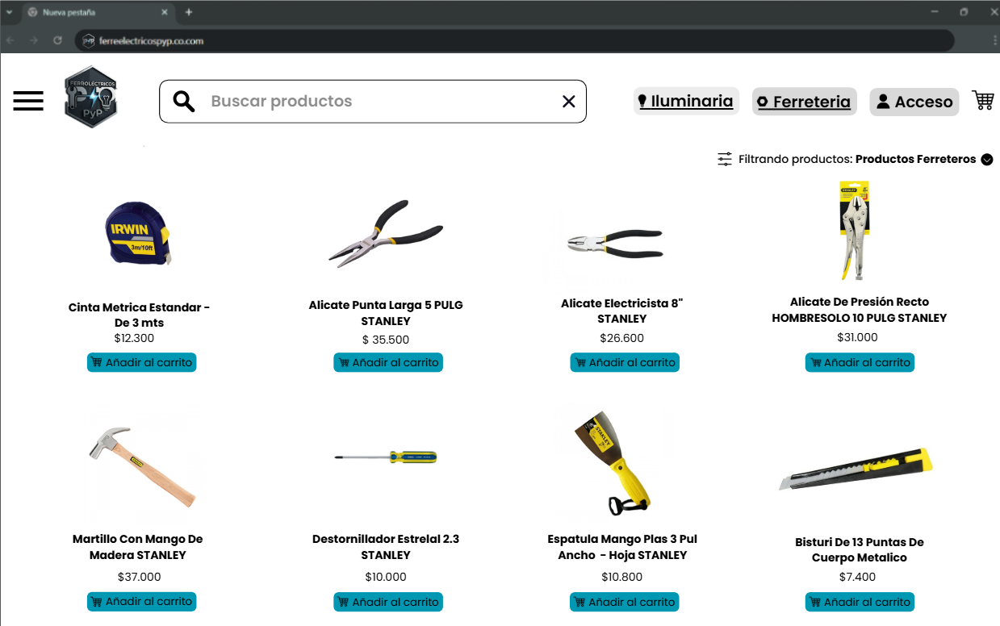 Nueva pestaña
ferreelectricospyp.co.com
FERROLÉCTRICOS
PyP
Buscar productos
Iluminaria
Ferreteria
Acceso
Filtrando productos: Productos Ferreteros
IRWIN
3m/10ft
STANLEY
Cinta Metrica Estandar -
De 3 mts
$12.300
Añadir al carrito
Alicate Punta Larga 5 PULG
STANLEY
$ 35.500
Añadir al carrito
Alicate Electricista 8"
STANLEY
$26.600
Añadir al carrito
Alicate De Presión Recto
HOMBRESOLO 10 PULG STANLEY
$31.000
Añadir al carrito
STANLEY
Martillo Con Mango De
Madera STANLEY
$37.000
Añadir al carrito
Destornillador Estrelal 2.3
STANLEY
$10.000
Añadir al carrito
Espatula Mango Plas 3 Pul
Ancho - Hoja STANLEY
$10.800
Añadir al carrito
Bisturi De 13 Puntas De
Cuerpo Metalico
$7.400
Añadir al carrito